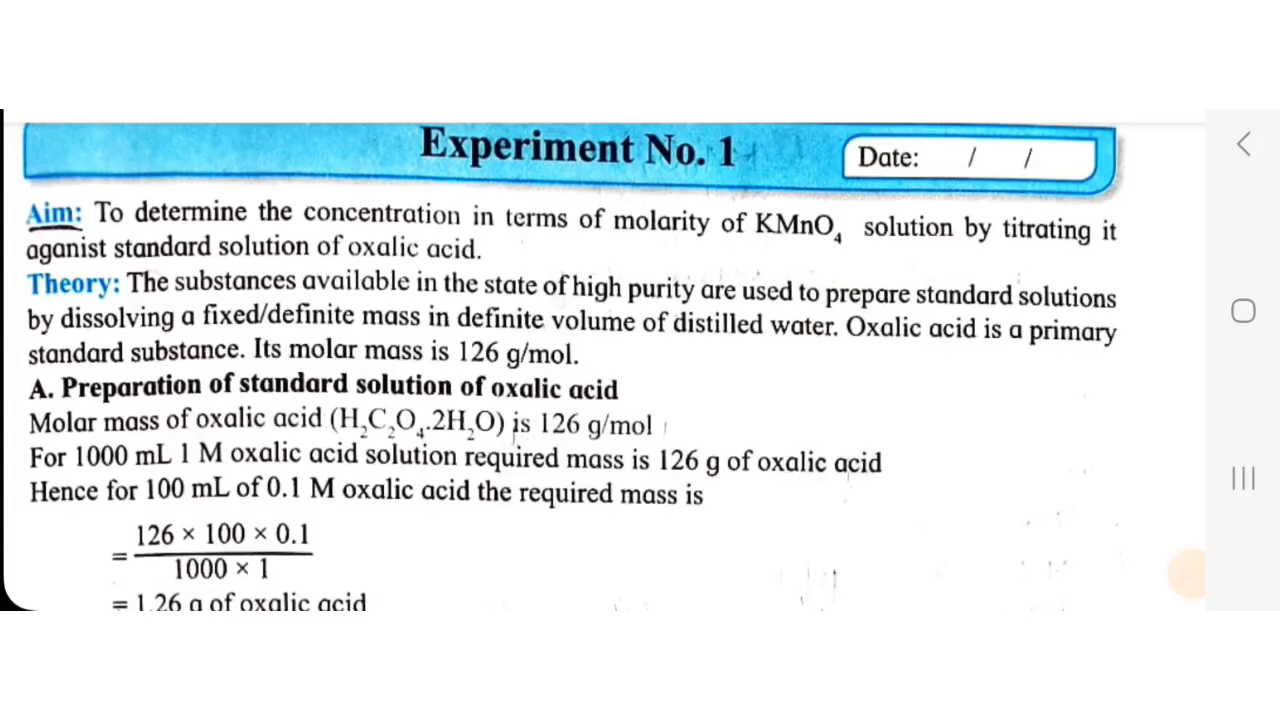 Experiment No. 1
Date: / /
Aim: To determine the concentration in terms of molarity of KMnO₄ solution by titrating it
aganist standard solution of oxalic acid.
Theory: The substances available in the state of high purity are used to prepare standard solutions
by dissolving a fixed/definite mass in definite volume of distilled water. Oxalic acid is a primary
standard substance. Its molar mass is 126 g/mol.
A. Preparation of standard solution of oxalic acid
Molar mass of oxalic acid (H₂C₂O₄.2H₂O) is 126 g/mol
For 1000 mL 1 M oxalic acid solution required mass is 126 g of oxalic acid
Hence for 100 mL of 0.1 M oxalic acid the required mass is
126 × 100 × 0.1
=
1000 × 1
= 1.26 g of oxalic acid